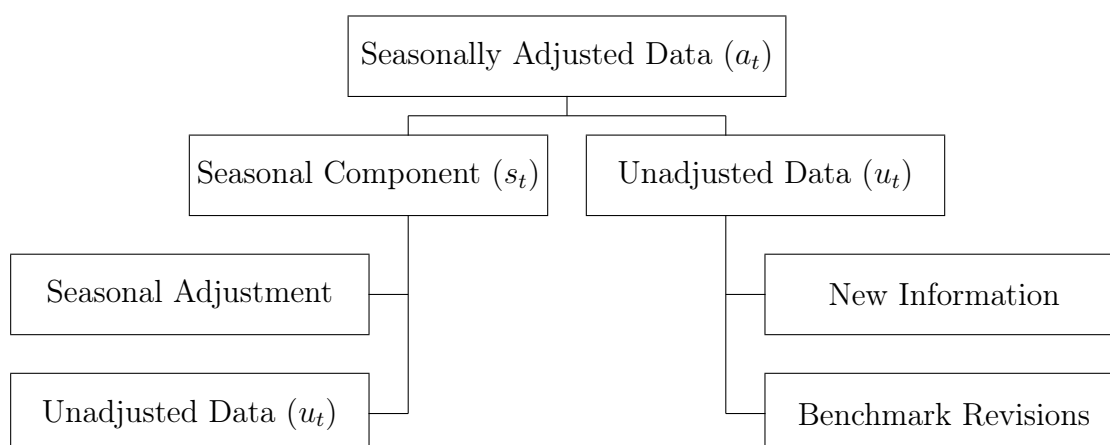 Seasonally Adjusted Data (a_t)
Seasonal Component (s_t)
Unadjusted Data (u_t)
Seasonal Adjustment
New Information
Unadjusted Data (u_t)
Benchmark Revisions